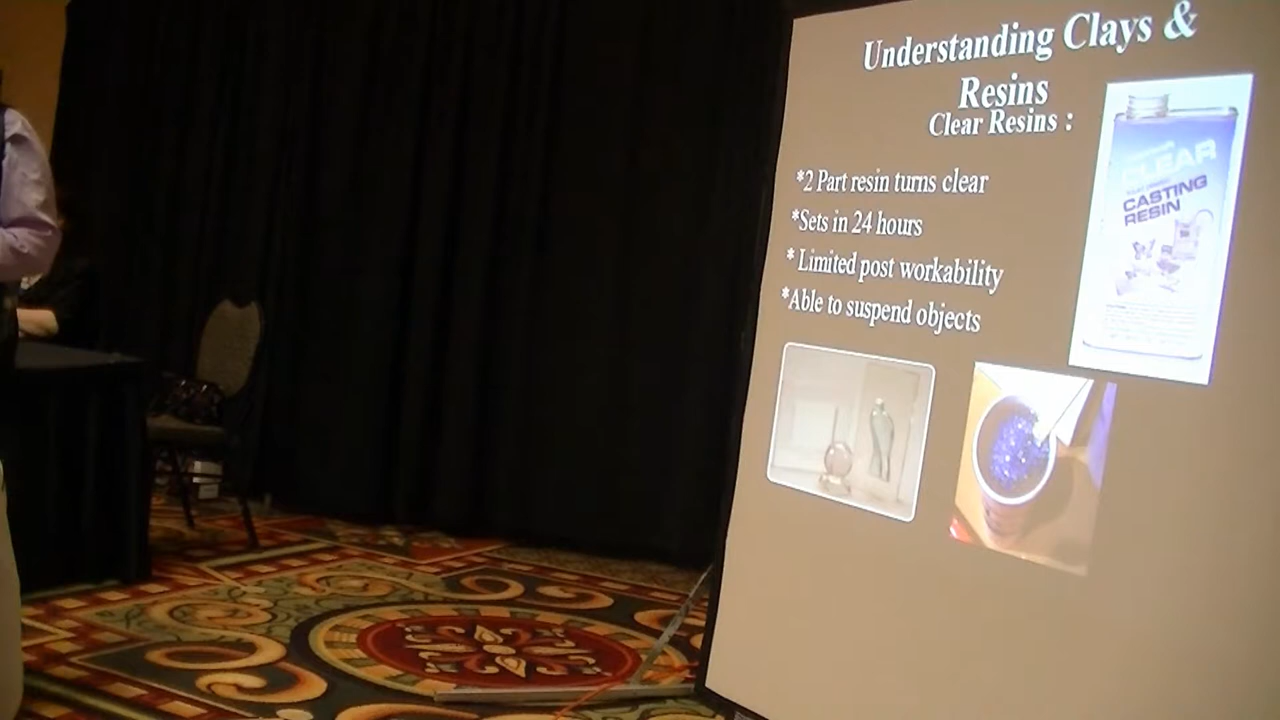 Understanding Clays &
Resins
Clear Resins :
*2 Part resin turns clear
*Sets in 24 hours
* Limited post workability
*Able to suspend objects
CLEAR
CASTING
RESIN